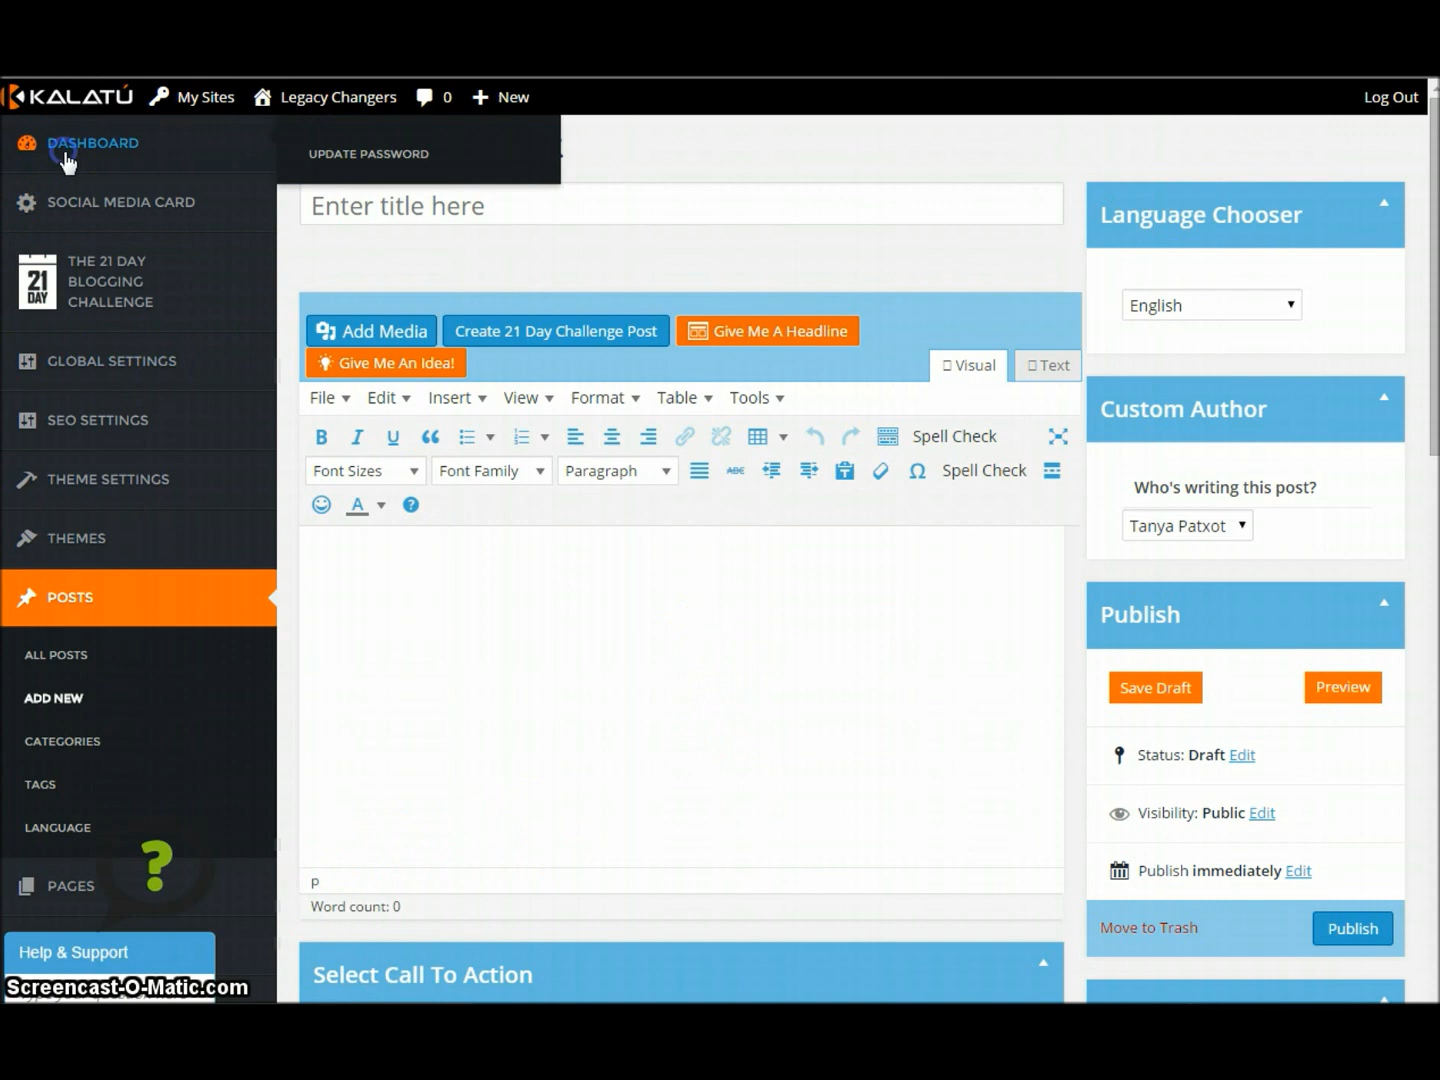 KALATÚ My Sites Legacy Changers 0 New Log Out
DASHBOARD
UPDATE PASSWORD
SOCIAL MEDIA CARD
21 DAY
THE 21 DAY
BLOGGING
CHALLENGE
GLOBAL SETTINGS
SEO SETTINGS
THEME SETTINGS
THEMES
POSTS
ALL POSTS
ADD NEW
CATEGORIES
TAGS
LANGUAGE
?
PAGES
Help & Support
Screencast-O-Matic.com
Enter title here
Add Media Create 21 Day Challenge Post Give Me A Headline
Give Me An Idea!
Visual Text
File Edit Insert View Format Table Tools
B I U Spell Check
Font Sizes Font Family Paragraph ABC Ω Spell Check
A ?
p
Word count: 0
Select Call To Action
Language Chooser
English
Custom Author
Who's writing this post?
Tanya Patxot
Publish
Save Draft Preview
Status: Draft Edit
Visibility: Public Edit
Publish immediately Edit
Move to Trash Publish